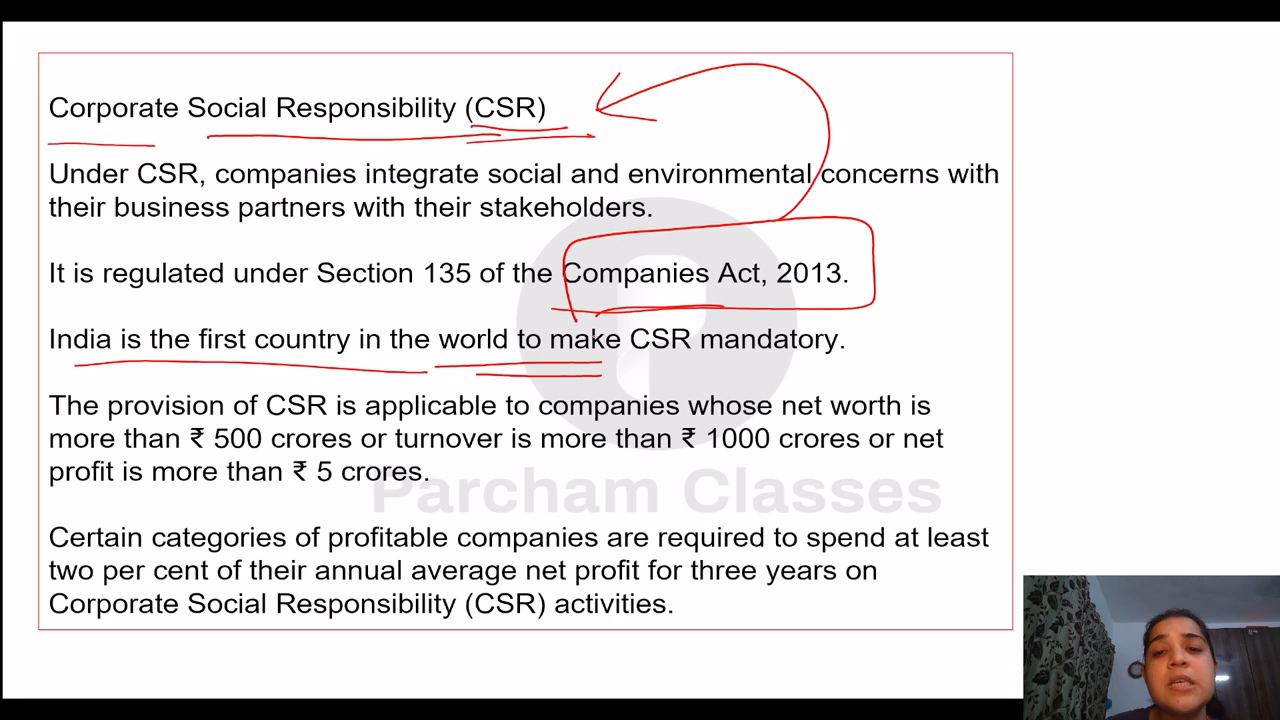 Corporate Social Responsibility (CSR)
Under CSR, companies integrate social and environmental concerns with
their business partners with their stakeholders.
It is regulated under Section 135 of the Companies Act, 2013.
India is the first country in the world to make CSR mandatory.
The provision of CSR is applicable to companies whose net worth is
more than ₹ 500 crores or turnover is more than ₹ 1000 crores or net
profit is more than ₹ 5 crores.
Parcham Classes
Certain categories of profitable companies are required to spend at least
two per cent of their annual average net profit for three years on
Corporate Social Responsibility (CSR) activities.